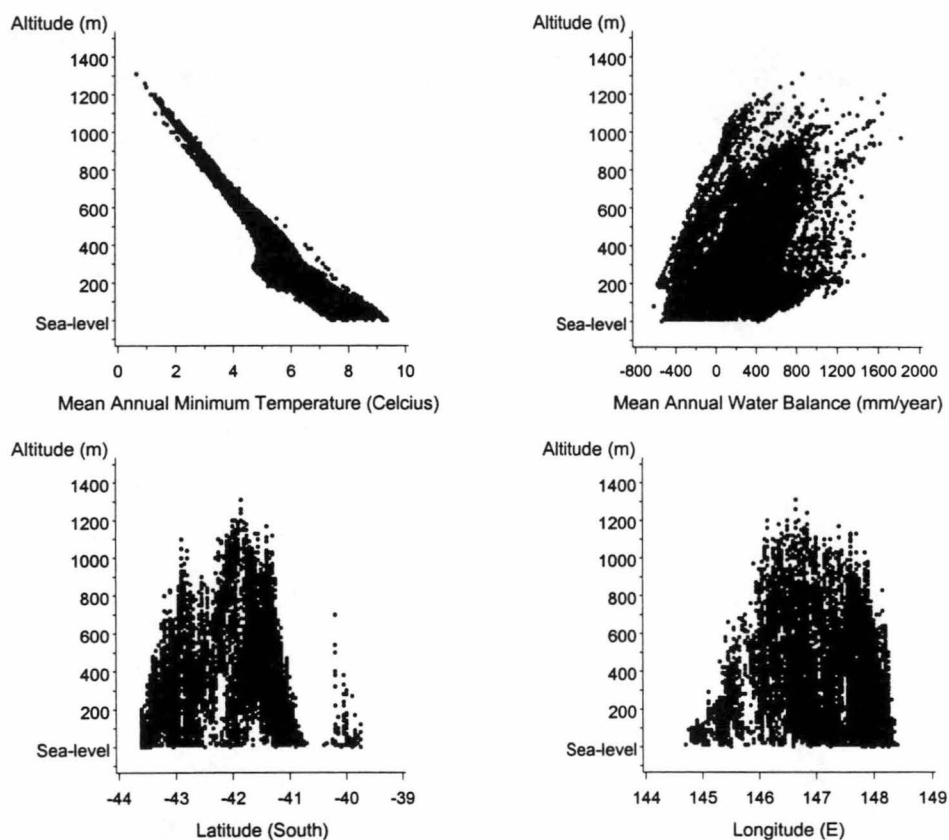 Altitude (m)
1400
1200
1000
800
600
400
200
Sea-level
0 2 4 6 8 10
Mean Annual Minimum Temperature (Celcius)
Altitude (m)
1400
1200
1000
800
600
400
200
Sea-level
-800 -400 0 400 800 1200 1600 2000
Mean Annual Water Balance (mm/year)
Altitude (m)
1400
1200
1000
800
600
400
200
Sea-level
-44 -43 -42 -41 -40 -39
Latitude (South)
Altitude (m)
1400
1200
1000
800
600
400
200
Sea-level
144 145 146 147 148 149
Longitude (E)